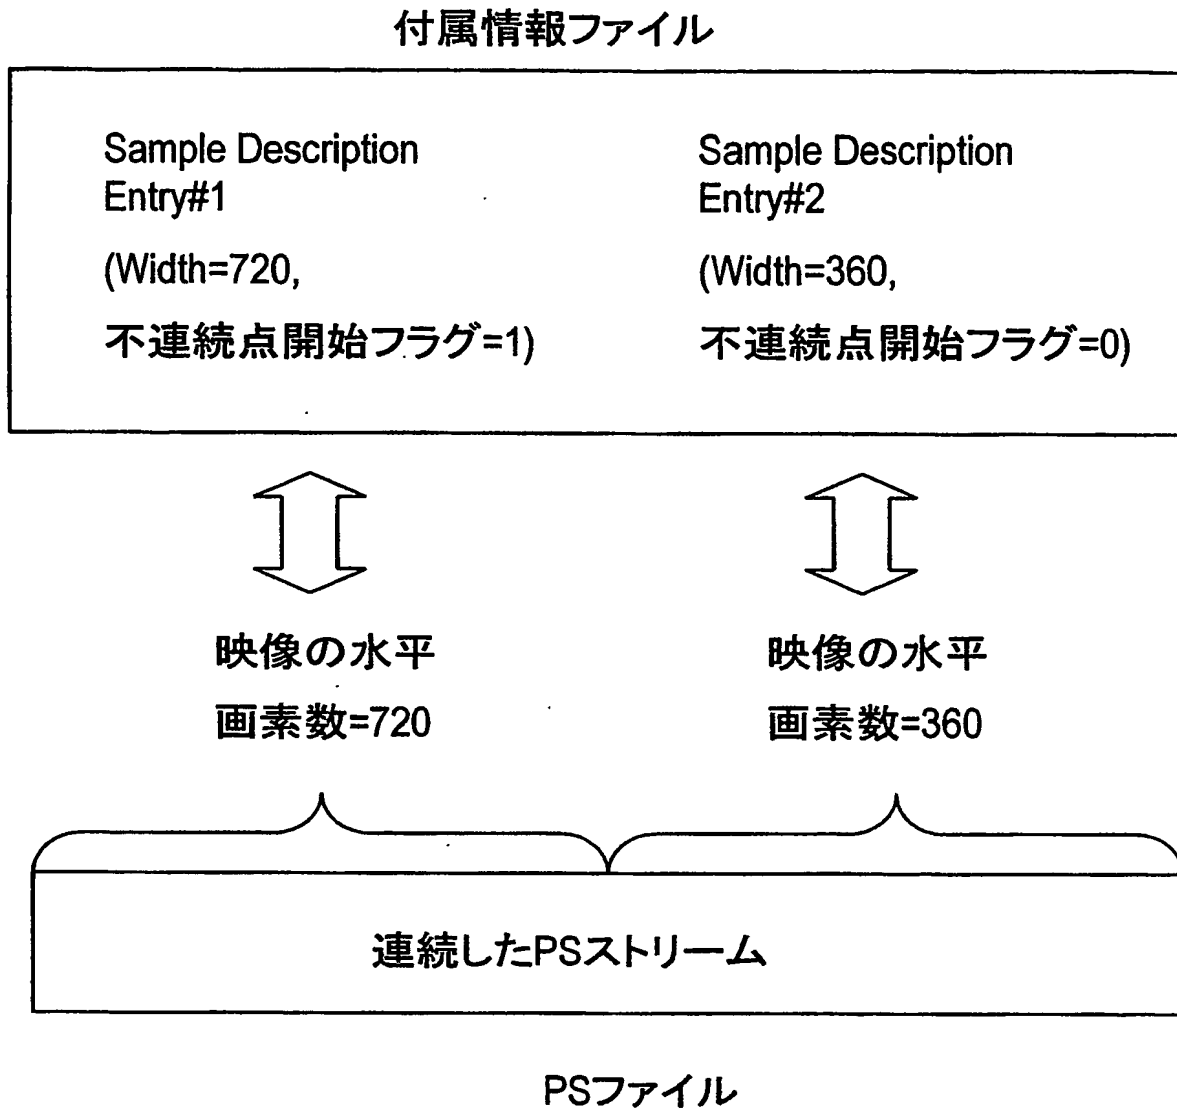 付属情報ファイル
Sample Description
Entry#1
(Width=720,
不連続点開始フラグ=1)
Sample Description
Entry#2
(Width=360,
不連続点開始フラグ=0)
映像の水平
画素数=720
映像の水平
画素数=360
連続したPSストリーム
PSファイル